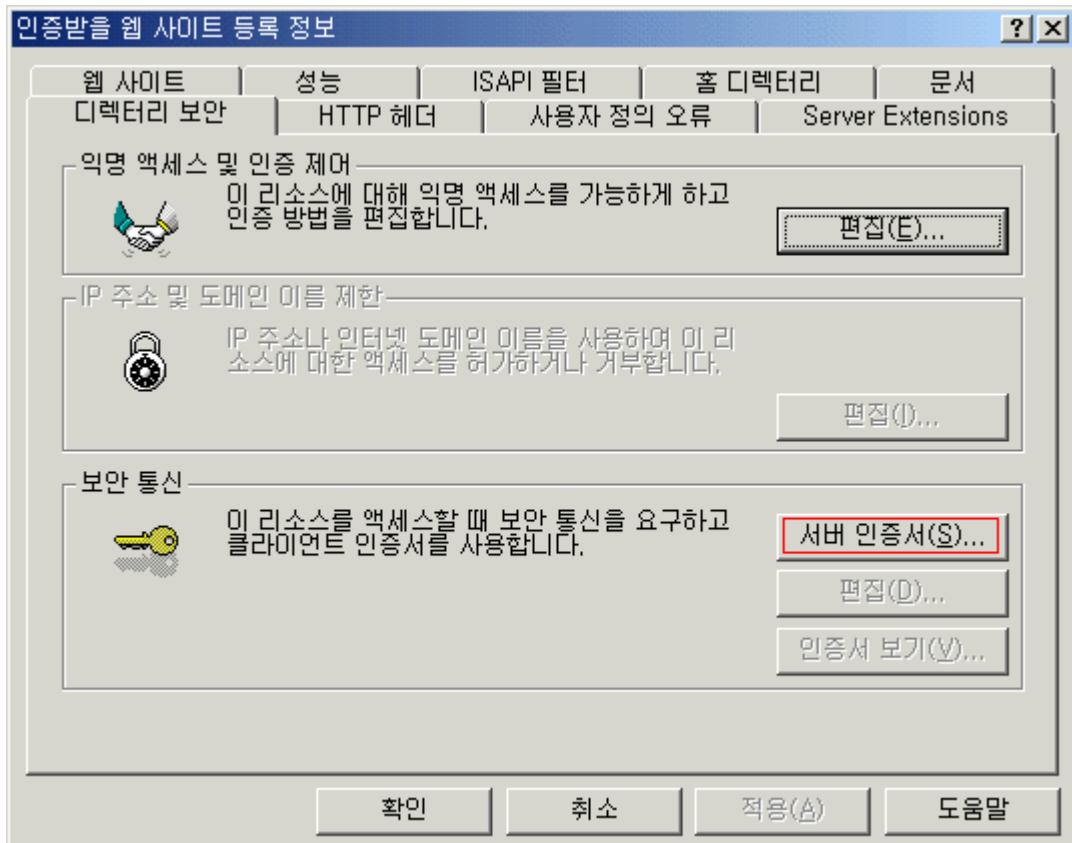 인증받을 웹 사이트 등록 정보
웹 사이트
성능
ISAPI 필터
홈 디렉터리
문서
디렉터리 보안
HTTP 헤더
사용자 정의 오류
Server Extensions
익명 액세스 및 인증 제어
이 리소스에 대해 익명 액세스를 가능하게 하고
인증 방법을 편집합니다.
편집(E)...
IP 주소 및 도메인 이름 제한
IP 주소나 인터넷 도메인 이름을 사용하여 이 리
소스에 대한 액세스를 허가하거나 거부합니다.
편집(I)...
보안 통신
이 리소스를 액세스할 때 보안 통신을 요구하고
클라이언트 인증서를 사용합니다.
서버 인증서(S)...
편집(D)...
인증서 보기(V)...
확인
취소
적용(A)
도움말